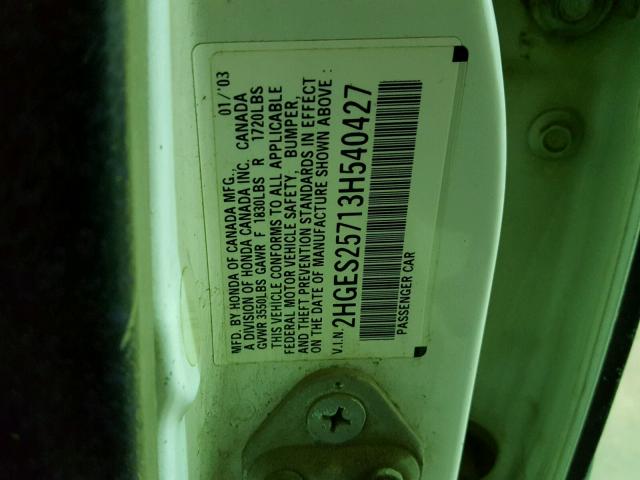 MFD. BY HONDA OF CANADA MFG., 01/'03
A DIVISION OF HONDA CANADA INC. CANADA
GVWR 3550LBS GAWR F 1830LBS R 1720LBS
THIS VEHICLE CONFORMS TO ALL APPLICABLE
FEDERAL MOTOR VEHICLE SAFETY, BUMPER,
AND THEFT PREVENTION STANDARDS IN EFFECT
ON THE DATE OF MANUFACTURE SHOWN ABOVE :
V.I.N. 2HGES25713H540427
PASSENGER CAR